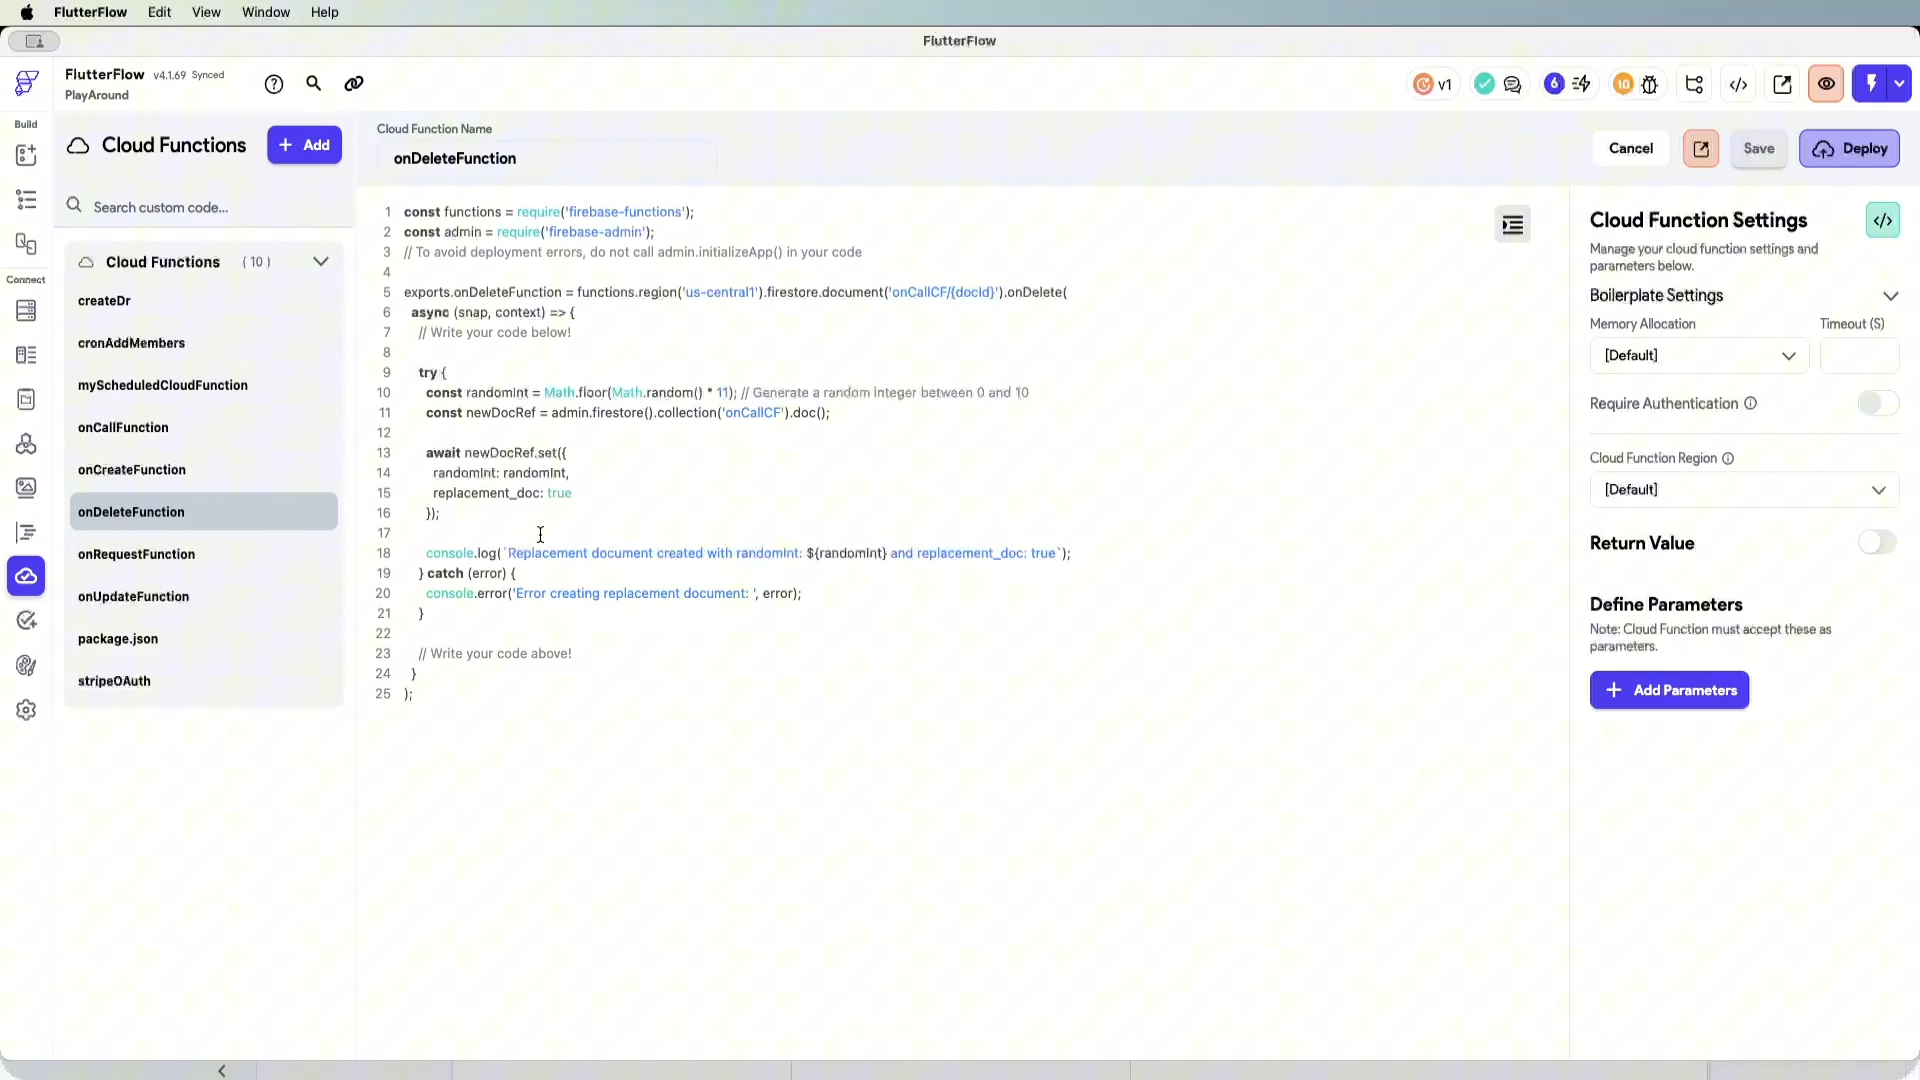 FlutterFlow Edit View Window Help
FlutterFlow
FlutterFlow v4.1.69 Synced
PlayAround
v1
6
10
Build
Connect
Cloud Functions
+ Add
Search custom code...
Cloud Functions ( 10 )
createDr
cronAddMembers
myScheduledCloudFunction
onCallFunction
onCreateFunction
onDeleteFunction
onRequestFunction
onUpdateFunction
package.json
stripeOAuth
Cloud Function Name
onDeleteFunction
Cancel
Save
Deploy
1 const functions = require('firebase-functions');
2 const admin = require('firebase-admin');
3 // To avoid deployment errors, do not call admin.initializeApp() in your code
4
5 exports.onDeleteFunction = functions.region('us-central1').firestore.document('onCallCF/{docId}').onDelete(
6 async (snap, context) => {
7 // Write your code below!
8
9 try {
10 const randomInt = Math.floor(Math.random() * 11); // Generate a random integer between 0 and 10
11 const newDocRef = admin.firestore().collection('onCallCF').doc();
12
13 await newDocRef.set({
14 randomInt: randomInt,
15 replacement_doc: true
16 });
17
18 console.log(`Replacement document created with randomInt: ${randomInt} and replacement_doc: true`);
19 } catch (error) {
20 console.error('Error creating replacement document: ', error);
21 }
22
23 // Write your code above!
24 }
25 );
Cloud Function Settings
</>
Manage your cloud function settings and
parameters below.
Boilerplate Settings
Memory Allocation Timeout (S)
[Default]
Require Authentication
Cloud Function Region
[Default]
Return Value
Define Parameters
Note: Cloud Function must accept these as
parameters.
+ Add Parameters